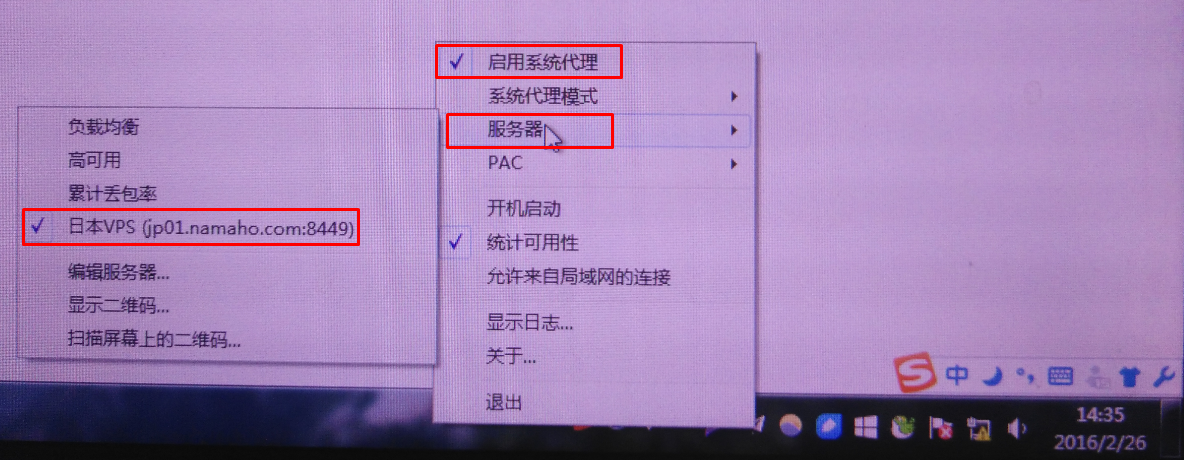 启用系统代理
系统代理模式
服务器
PAC
开机启动
统计可用性
允许来自局域网的连接
显示日志...
关于...
退出
负载均衡
高可用
累计丢包率
日本VPS (jp01.namaho.com:8449)
编辑服务器...
显示二维码...
扫描屏幕上的二维码...
S 中
14:35
2016/2/26